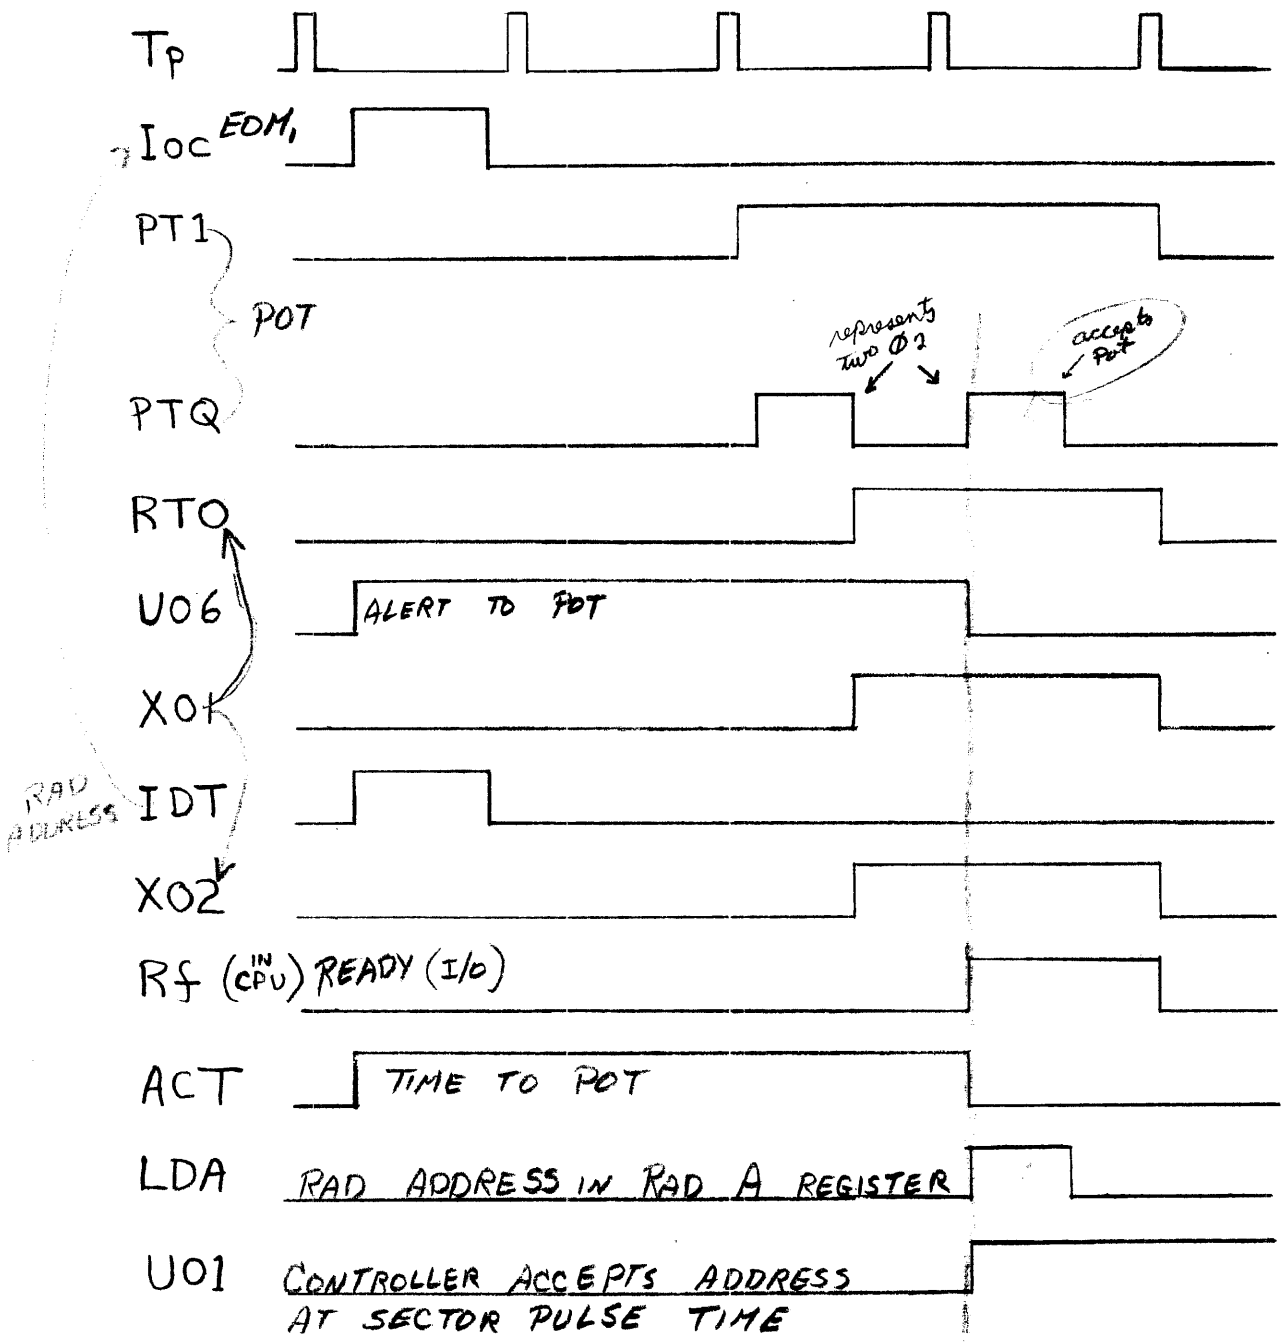 Tp
Ioc EOM,
PT1
POT
represents
two Ø2
accepts
Pot
PTQ
RTO
U06
ALERT TO POT
X01
RAD
ADDRESS
IDT
X02
Rf (IN CPU) READY (I/O)
ACT
TIME TO POT
LDA
RAD ADDRESS IN RAD A REGISTER
U01
CONTROLLER ACCEPTS ADDRESS
AT SECTOR PULSE TIME